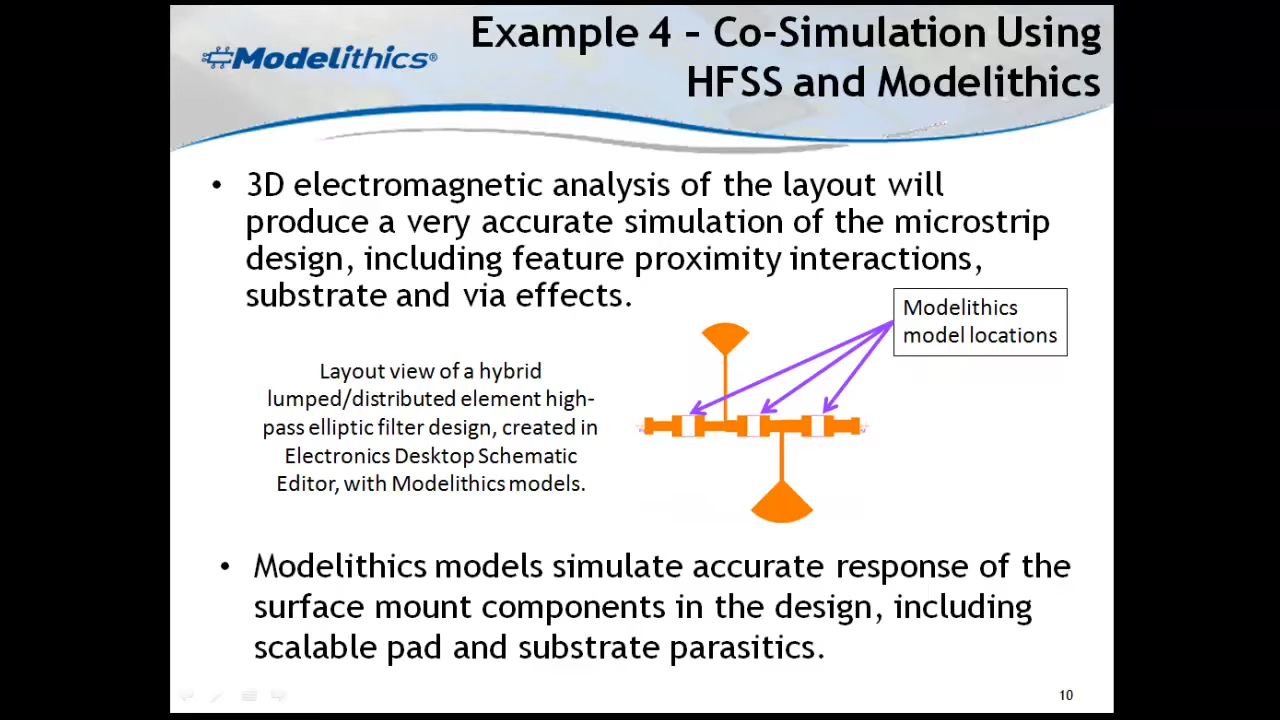 Modelithics®
Example 4 – Co-Simulation Using
HFSS and Modelithics
• 3D electromagnetic analysis of the layout will
produce a very accurate simulation of the microstrip
design, including feature proximity interactions,
substrate and via effects.
Modelithics
model locations
Layout view of a hybrid
lumped/distributed element high-
pass elliptic filter design, created in
Electronics Desktop Schematic
Editor, with Modelithics models.
• Modelithics models simulate accurate response of the
surface mount components in the design, including
scalable pad and substrate parasitics.
10